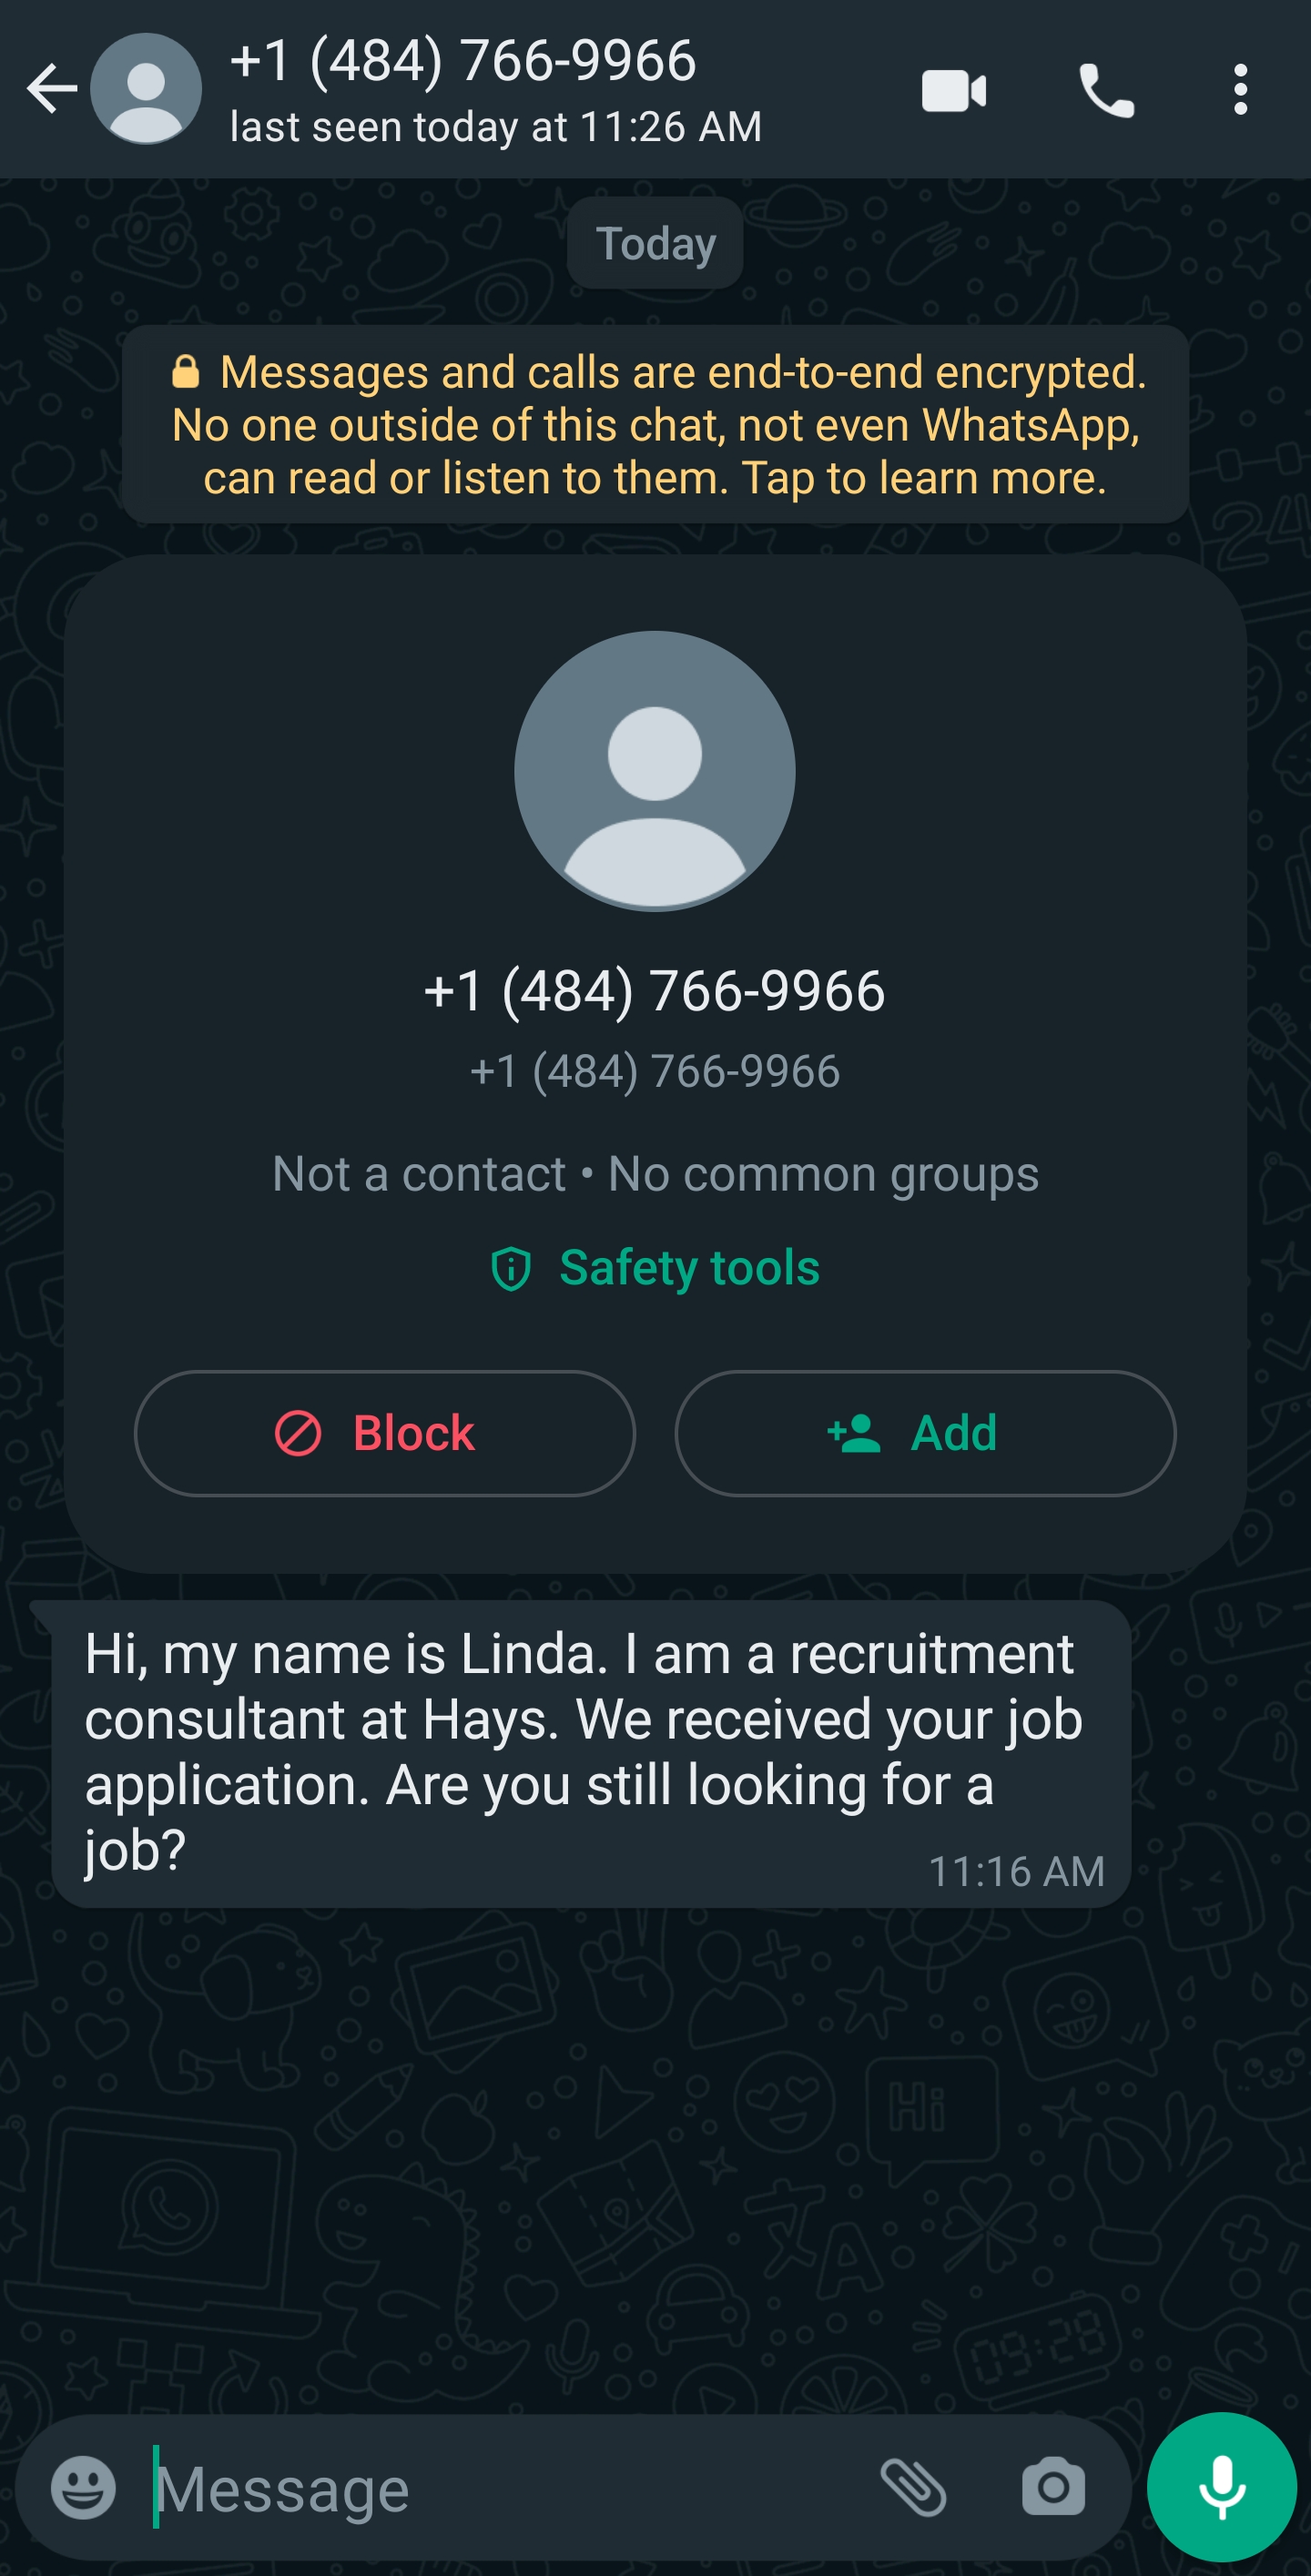 +1 (484) 766-9966
last seen today at 11:26 AM
Today
Messages and calls are end-to-end encrypted.
No one outside of this chat, not even WhatsApp,
can read or listen to them. Tap to learn more.
+1 (484) 766-9966
+1 (484) 766-9966
Not a contact • No common groups
Safety tools
Block
Add
Hi, my name is Linda. I am a recruitment
consultant at Hays. We received your job
application. Are you still looking for a
job?
11:16 AM
Hi
09:28
Message